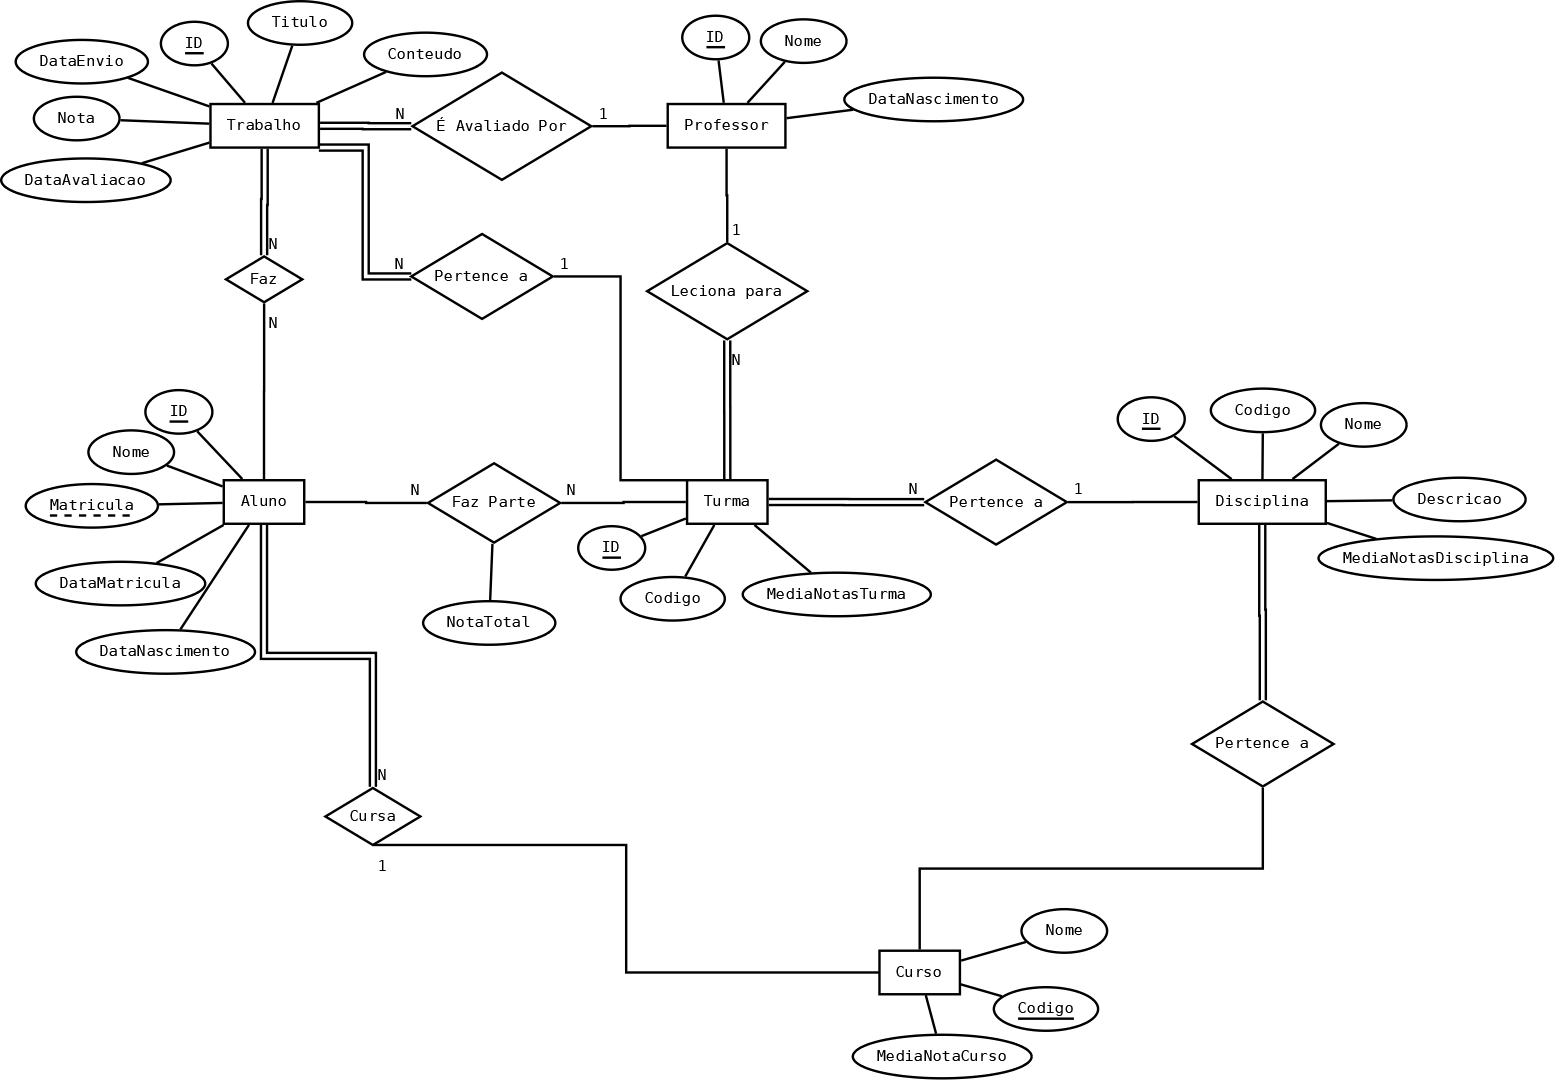 Titulo
ID
Conteudo
DataEnvio
Nota
DataAvaliacao
Trabalho
N
É Avaliado Por
1
ID
Nome
DataNascimento
Professor
N
Faz
N
N
Pertence a
1
1
Leciona para
N
ID
Nome
Matricula
DataMatricula
DataNascimento
Aluno
N
Faz Parte
N
NotaTotal
Turma
ID
Codigo
MediaNotasTurma
N
Pertence a
1
ID
Codigo
Nome
Disciplina
Descricao
MediaNotasDisciplina
Pertence a
N
Cursa
1
Curso
Nome
Codigo
MediaNotaCurso